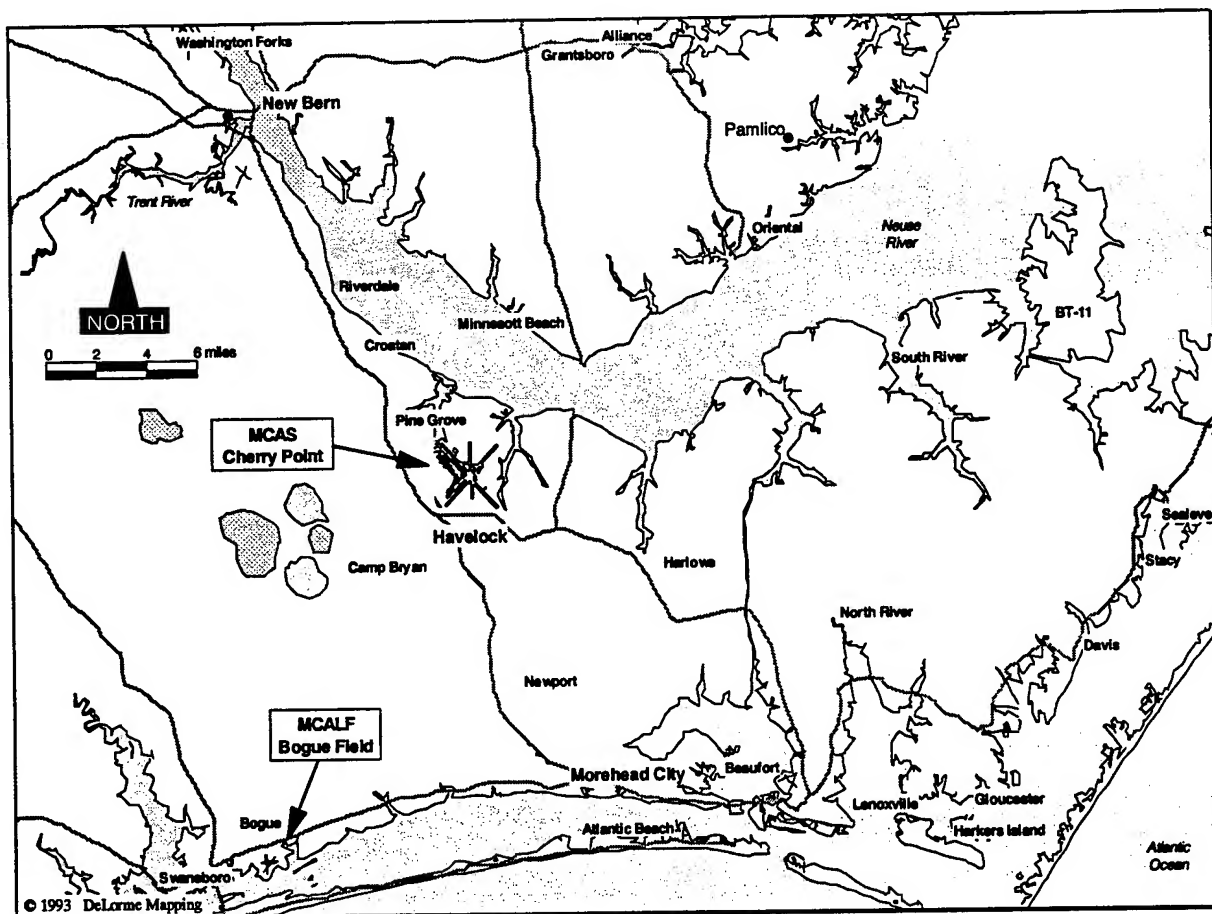 Washington Forks
Alliance
Grantsboro
New Bern
Pamlico
Trent River
Oriental
Neuse
River
Riverdale
BT-11
NORTH
Minnesott Beach
0 2 4 6 miles
Croatan
South River
Pine Grove
MCAS
Cherry Point
Sealeve
Havelock
Stacy
Camp Bryan
Harlowe
North River
Davis
Newport
MCALF
Bogue Field
Morehead City
Beaufort
Lenoxville
Gloucester
Bogue
Atlantic Beach
Harkers Island
Atlantic
Ocean
Swansboro
© 1993 DeLorme Mapping